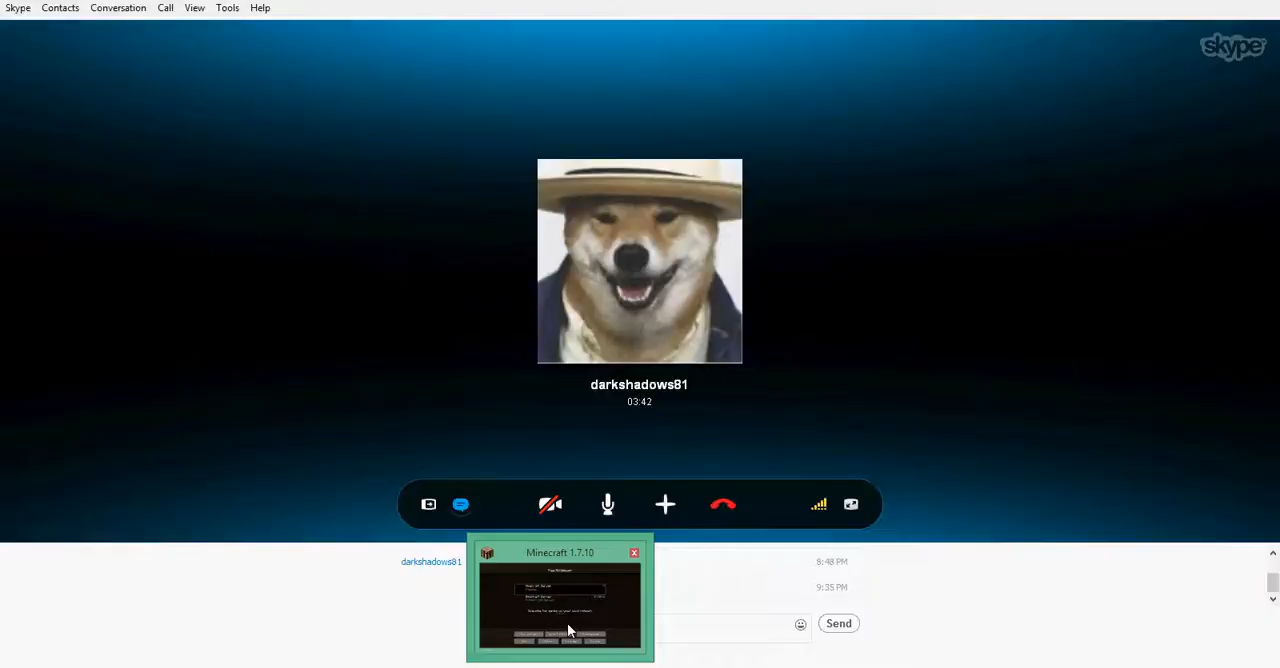 Skype Contacts Conversation Call View Tools Help
skype
darkshadows81
03:42
Minecraft 1.7.10
darkshadows81
8:48 PM
9:35 PM
Send